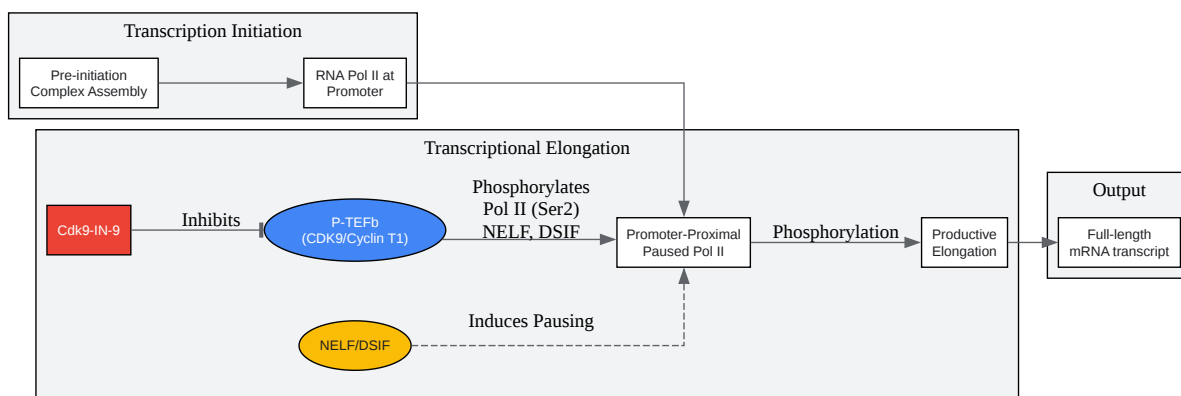 Transcription Initiation
Pre-initiation
Complex Assembly
RNA Pol II at
Promoter
Transcriptional Elongation
Cdk9-IN-9
Inhibits
P-TEFb
(CDK9/Cyclin T1)
Phosphorylates
Pol II (Ser2)
NELF, DSIF
Promoter-Proximal
Paused Pol II
Phosphorylation
Productive
Elongation
Output
Full-length
mRNA transcript
NELF/DSIF
Induces Pausing